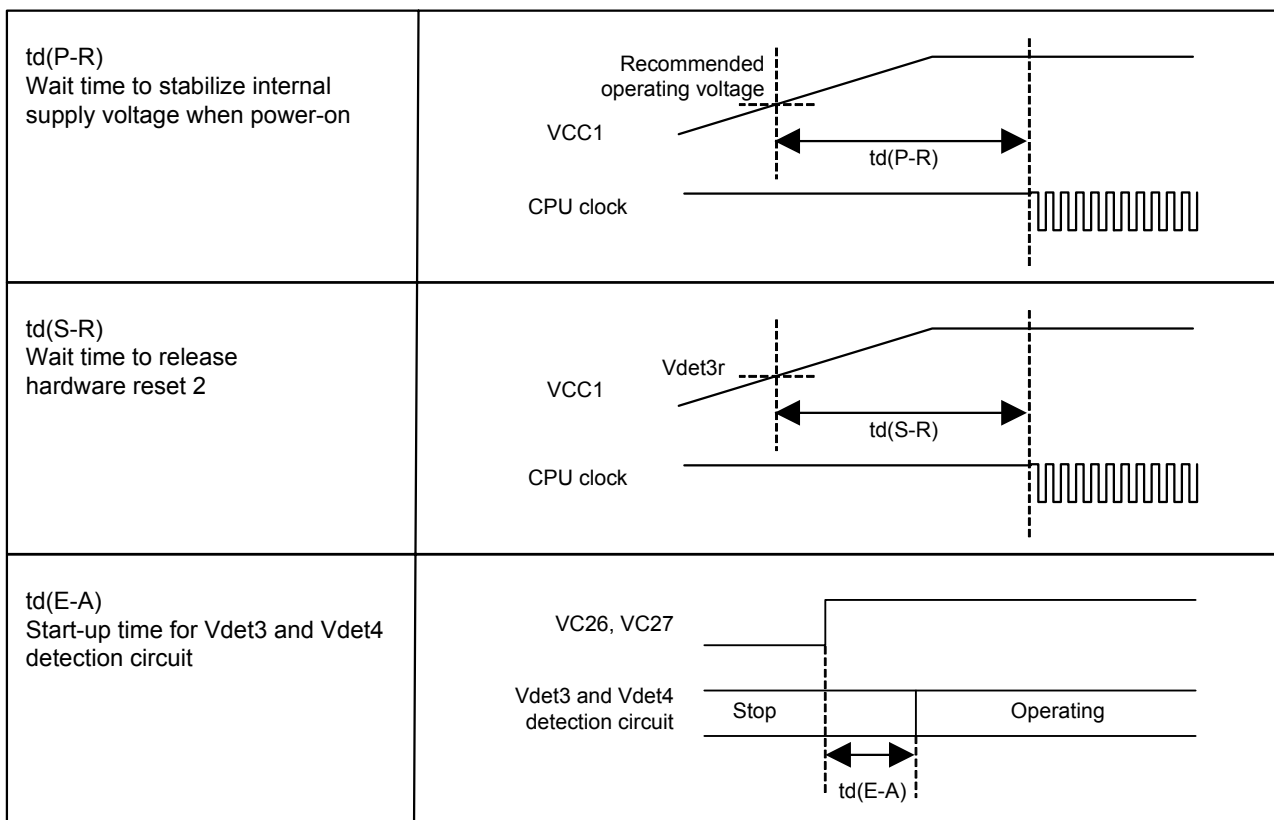 td(P-R)
Wait time to stabilize internal
supply voltage when power-on
Recommended
operating voltage
VCC1
td(P-R)
CPU clock
td(S-R)
Wait time to release
hardware reset 2
Vdet3r
VCC1
td(S-R)
CPU clock
td(E-A)
Start-up time for Vdet3 and Vdet4
detection circuit
VC26, VC27
Vdet3 and Vdet4
detection circuit
Stop
Operating
td(E-A)